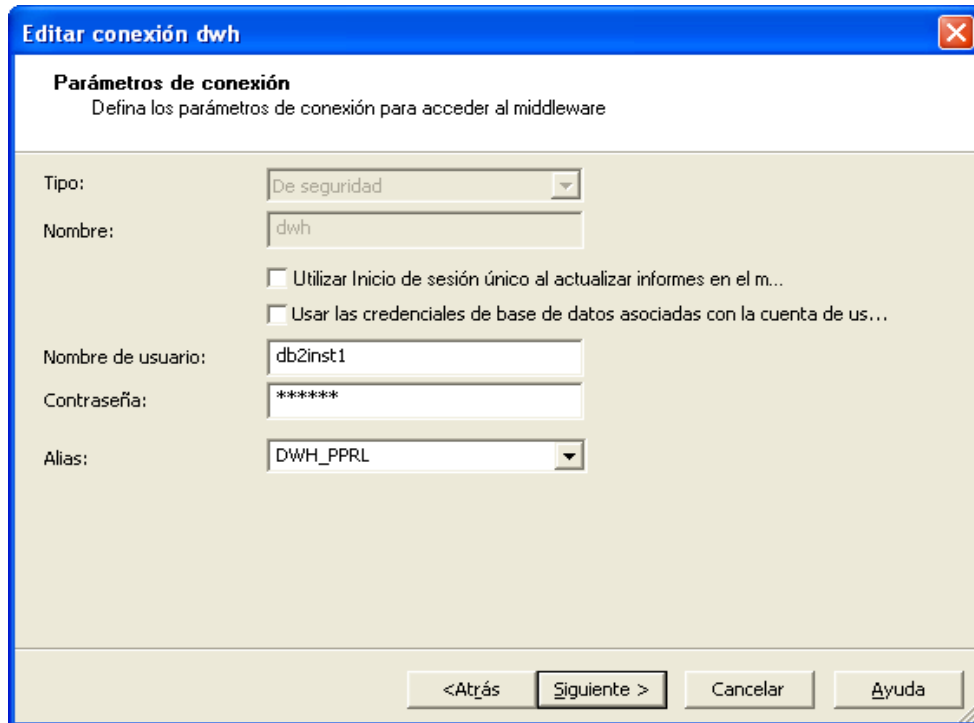 Editar conexión dwh
Parámetros de conexión
Defina los parámetros de conexión para acceder al middleware
Tipo: De seguridad
Nombre: dwh
Utilizar Inicio de sesión único al actualizar informes en el m...
Usar las credenciales de base de datos asociadas con la cuenta de us...
Nombre de usuario: db2inst1
Contraseña: ******
Alias: DWH_PPRL
<Atrás Siguiente > Cancelar Ayuda